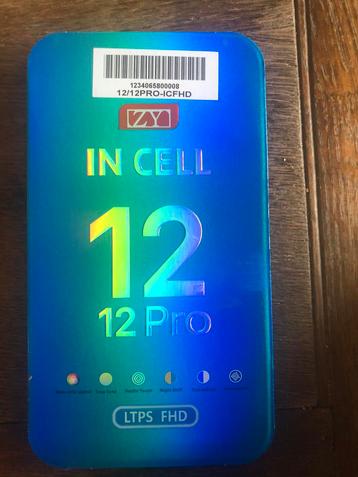 1234065800008
12/12PRO-ICFHD
ZY
IN CELL
12
12 Pro
LTPS FHD